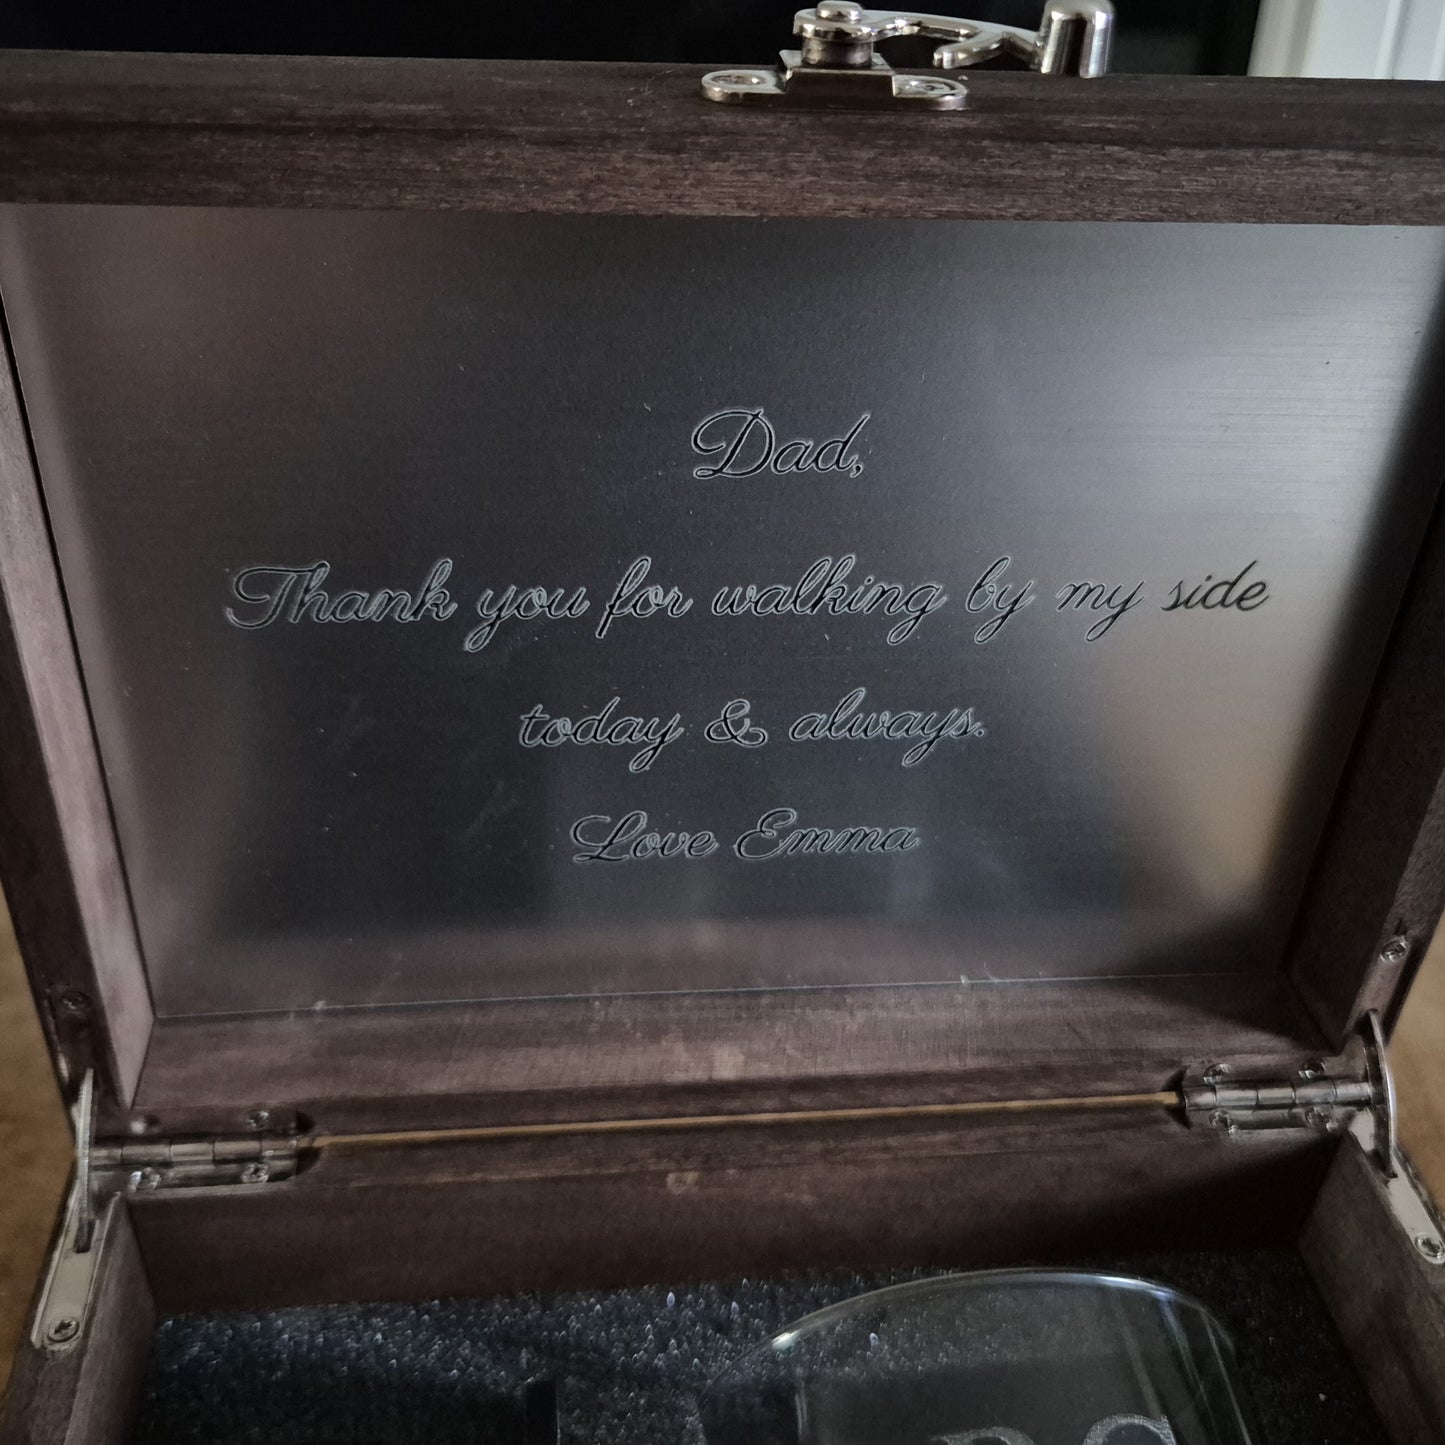 Dad,
Thank you for walking by my side
today & always.
Love Emma